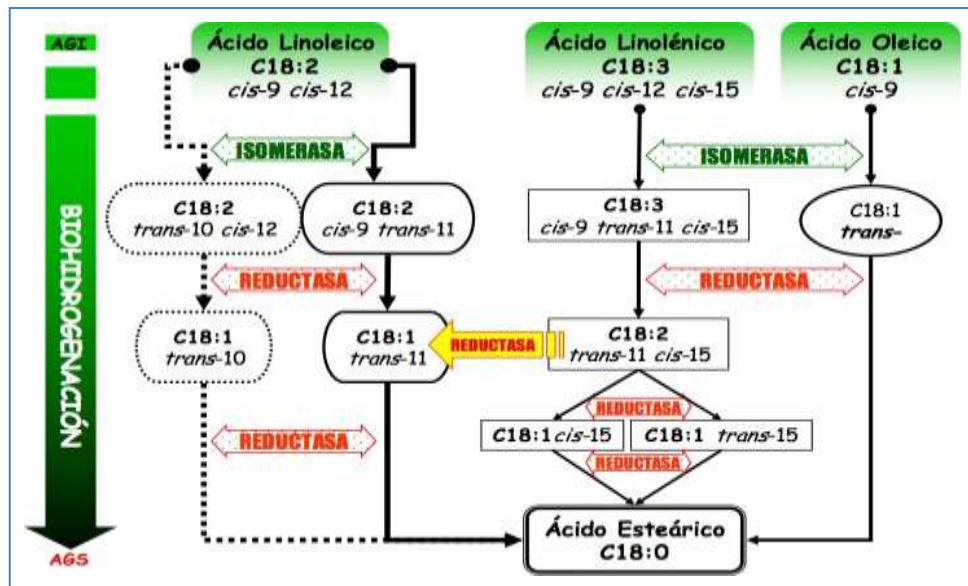 AGI
BIOHIDROGENACIÓN
AGS
Ácido Linoleico
C18:2
cis-9 cis-12
Ácido Linolénico
C18:3
cis-9 cis-12 cis-15
Ácido Oleico
C18:1
cis-9
ISOMERASA
ISOMERASA
C18:2
trans-10 cis-12
C18:2
cis-9 trans-11
C18:3
cis-9 trans-11 cis-15
C18:1
trans-
REDUCTASA
REDUCTASA
C18:1
trans-10
C18:1
trans-11
REDUCTASA
C18:2
trans-11 cis-15
REDUCTASA
REDUCTASA
C18:1 cis-15
C18:1 trans-15
REDUCTASA
Ácido Esteárico
C18:0